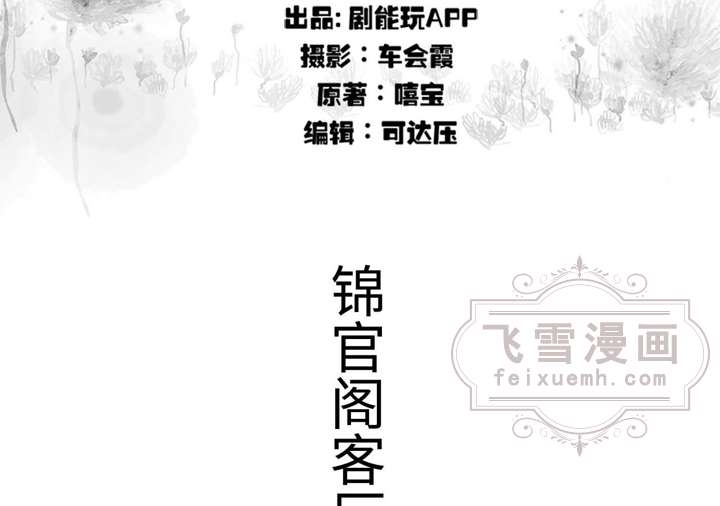 出品: 剧能玩APP
摄影：车会霞
原著：嘻宝
编辑：可达压
锦官阁客
飞雪漫画
feixuemh.com